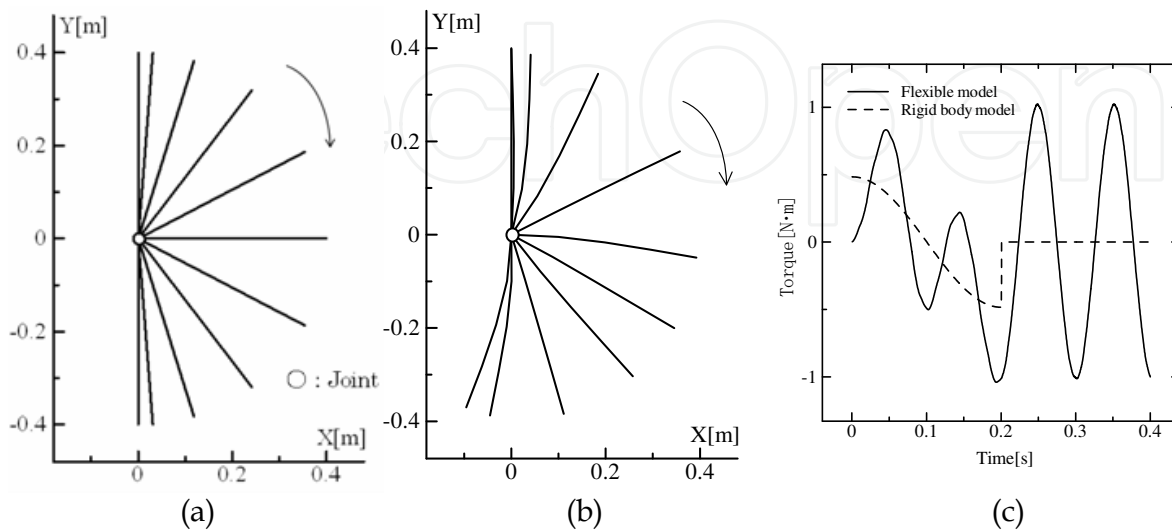 Y[m]
0.4
0.2
0
-0.2
-0.4
○ : Joint
X[m]
0 0.2 0.4
(a)
Y[m]
0.4
0.2
0
-0.2
-0.4
X[m]
0 0.2 0.4
(b)
Flexible model
Rigid body model
Torque[N·m]
1
0
-1
0 0.1 0.2 0.3 0.4
Time[s]
(c)
echOpen